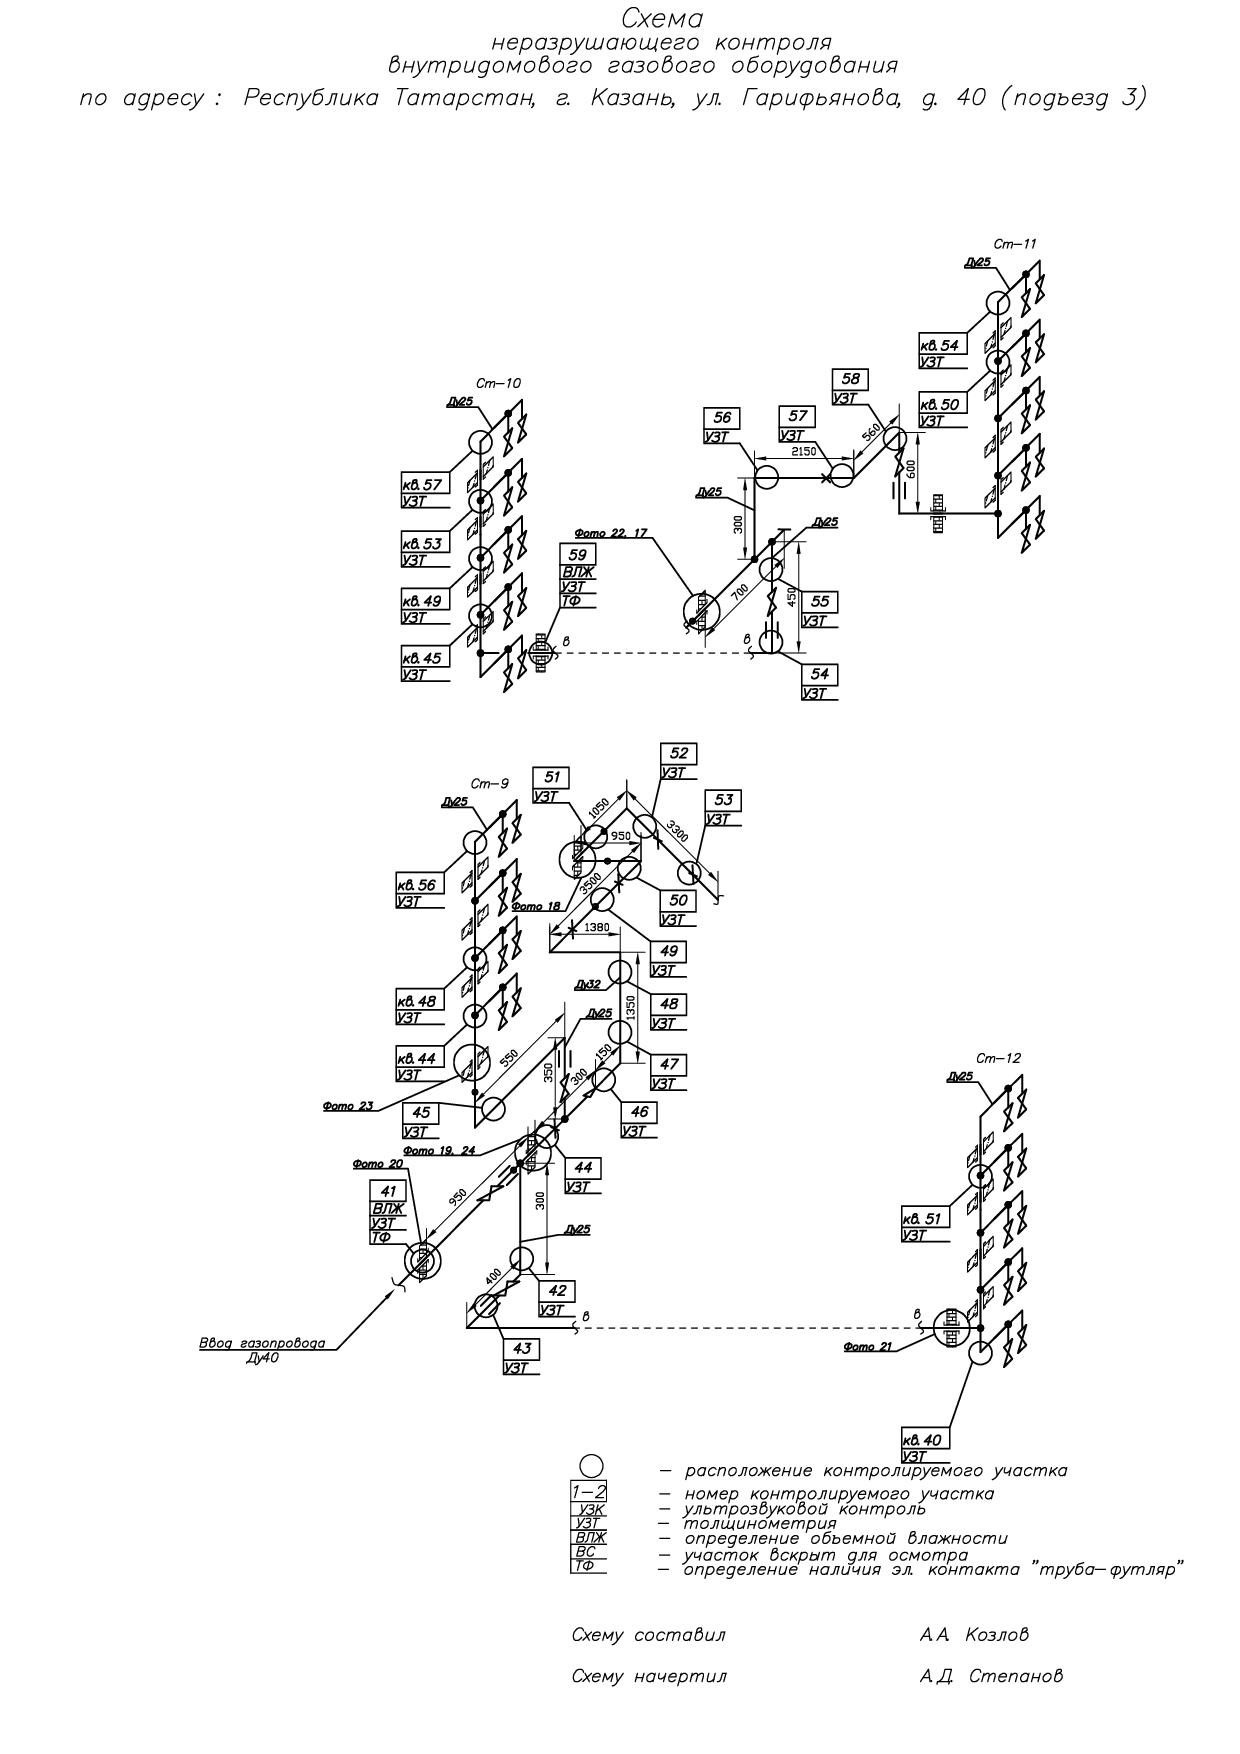 Схема
неразрушающего контроля
внутридомового газового оборудования
по адресу : Республика Татарстан, г. Казань, ул. Гарифьянова, д. 40 (подъезд 3)
Ст-11
Ду25
кв.54
УЗТ
кв.50
УЗТ
58
УЗТ
57
УЗТ
56
УЗТ
560
2150
600
Ду25
300
Ду25
Фото 22, 17
700
450
55
УЗТ
в
54
УЗТ
Ст-10
Ду25
кв.57
УЗТ
кв.53
УЗТ
кв.49
УЗТ
кв.45
УЗТ
59
ВЛЖ
УЗТ
ТФ
в
52
УЗТ
51
УЗТ
53
УЗТ
1050
950
3300
3500
Фото 18
50
УЗТ
1380
49
УЗТ
Ду32
48
УЗТ
1350
47
УЗТ
150
300
46
УЗТ
Ст-9
Ду25
кв.56
УЗТ
кв.48
УЗТ
кв.44
УЗТ
550
Ду25
350
Фото 23
45
УЗТ
Фото 19, 24
Фото 20
44
УЗТ
41
ВЛЖ
УЗТ
ТФ
950
300
Ду25
400
42
УЗТ
43
УЗТ
в
Ввод газопровода
Ду40
Ст-12
Ду25
кв.51
УЗТ
в
Фото 21
кв.40
УЗТ
- расположение контролируемого участка
1-2 - номер контролируемого участка
УЗК - ультрозвуковой контроль
УЗТ - толщинометрия
ВЛЖ - определение объемной влажности
ВС - участок вскрыт для осмотра
ТФ - определение наличия эл. контакта "труба-футляр"
Схему составил А.А. Козлов
Схему начертил А.Д. Степанов